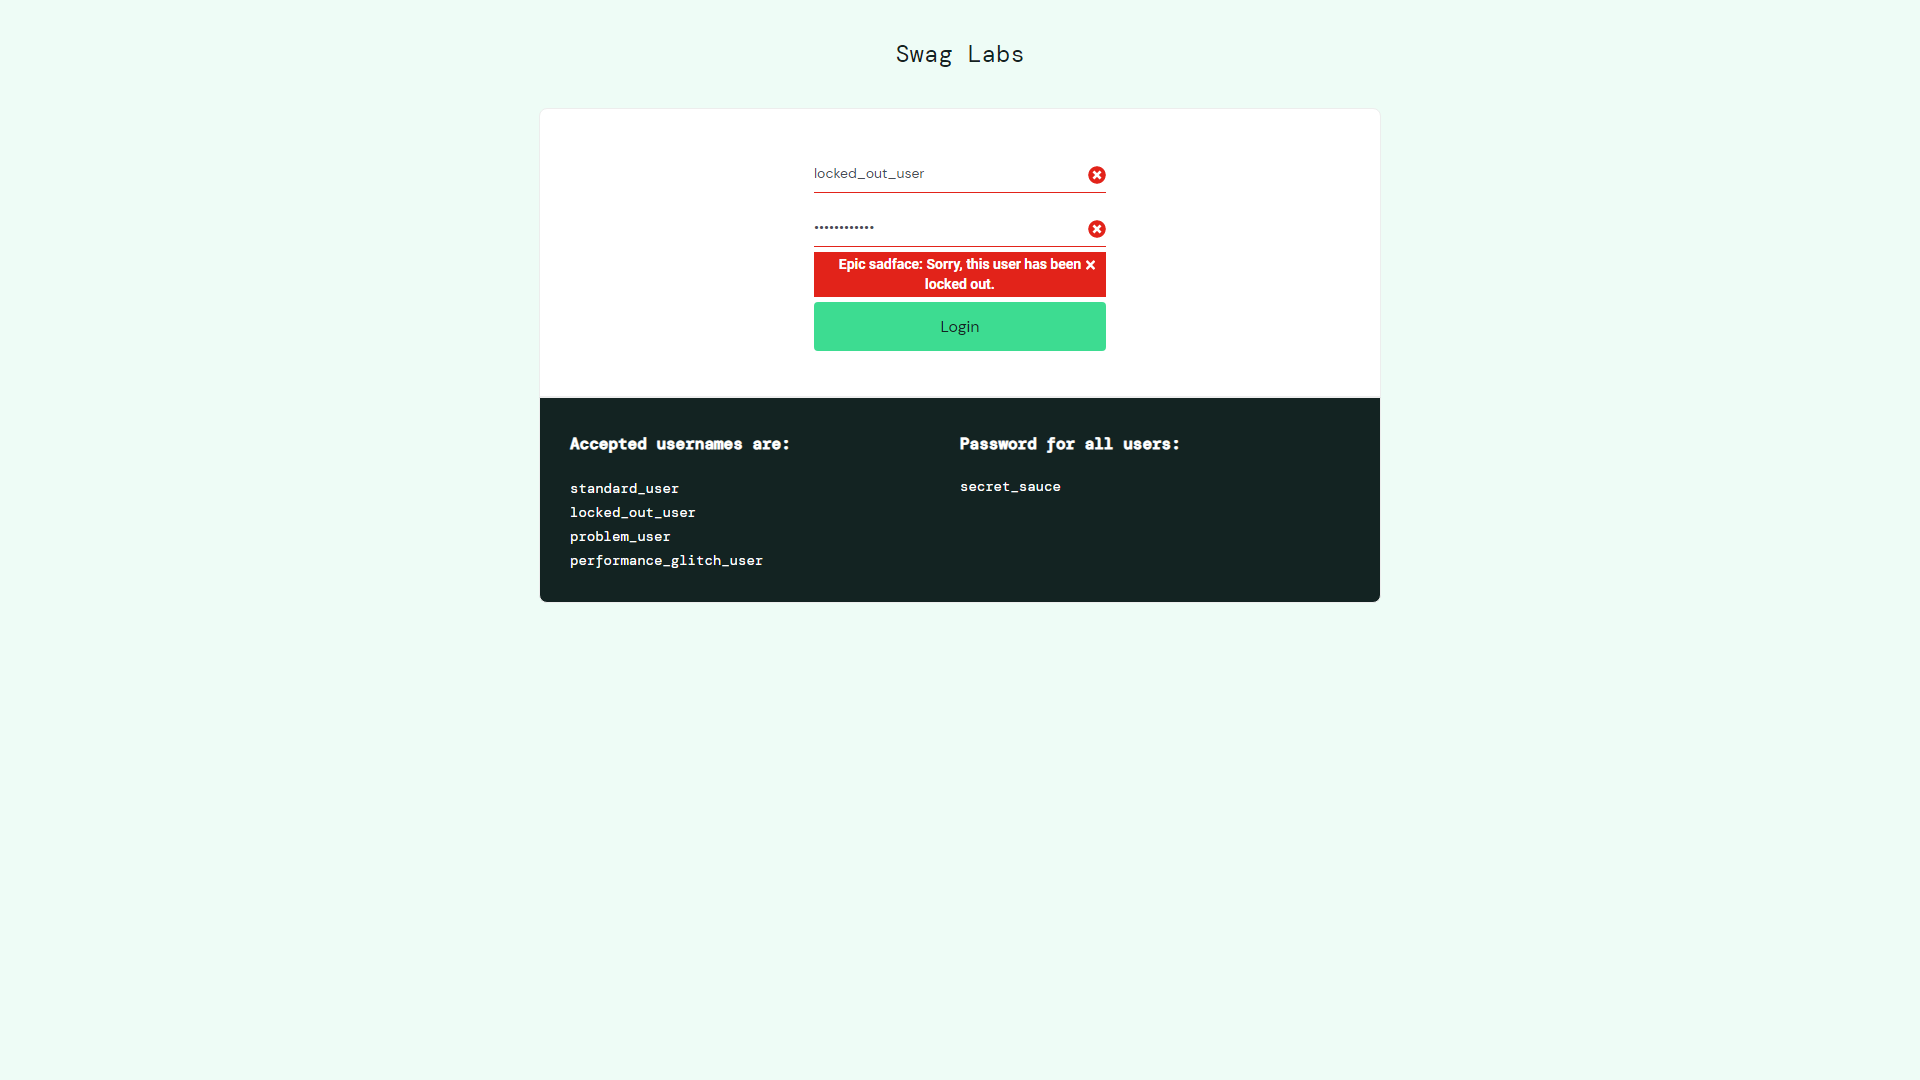 Swag Labs
locked_out_user
••••••••••••
Epic sadface: Sorry, this user has been
locked out.
Login
Accepted usernames are:
standard_user
locked_out_user
problem_user
performance_glitch_user
Password for all users:
secret_sauce